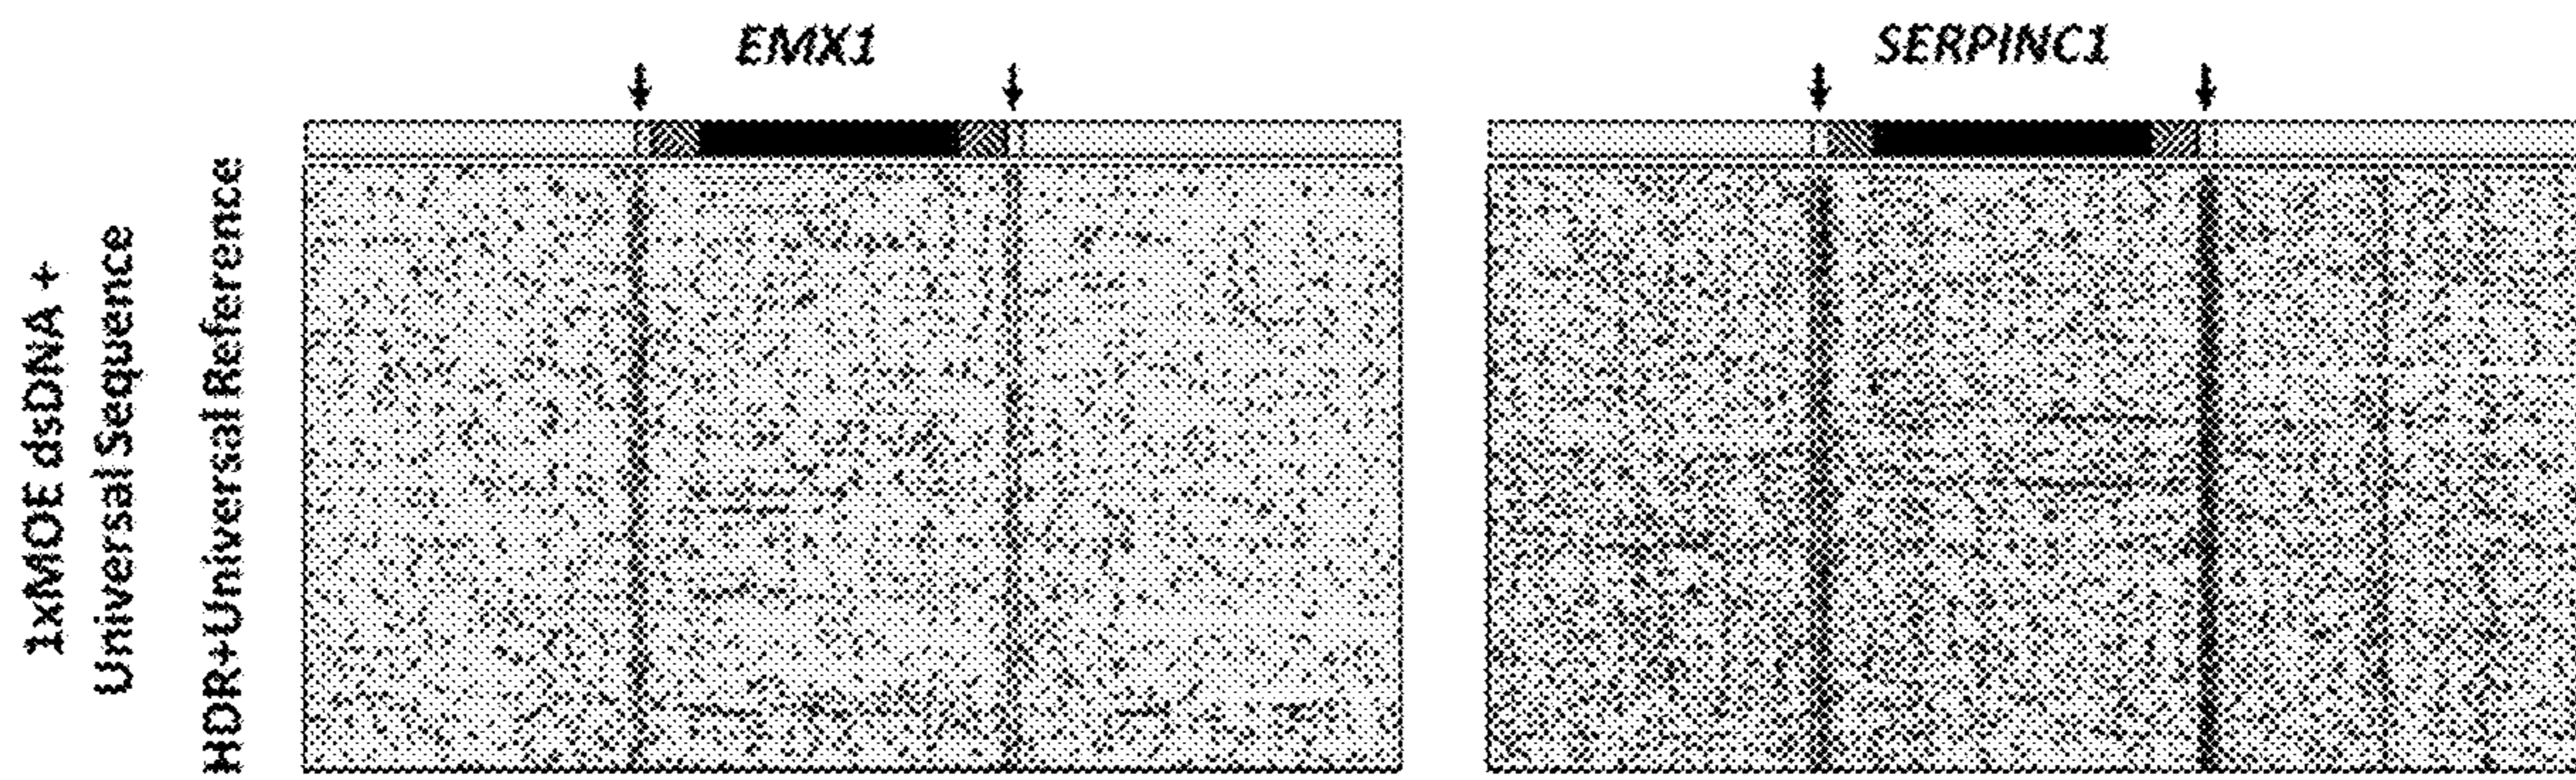 EMX1
SERPINC1
1xMOE dsDNA +
Universal Sequence
HDR+Universal Reference